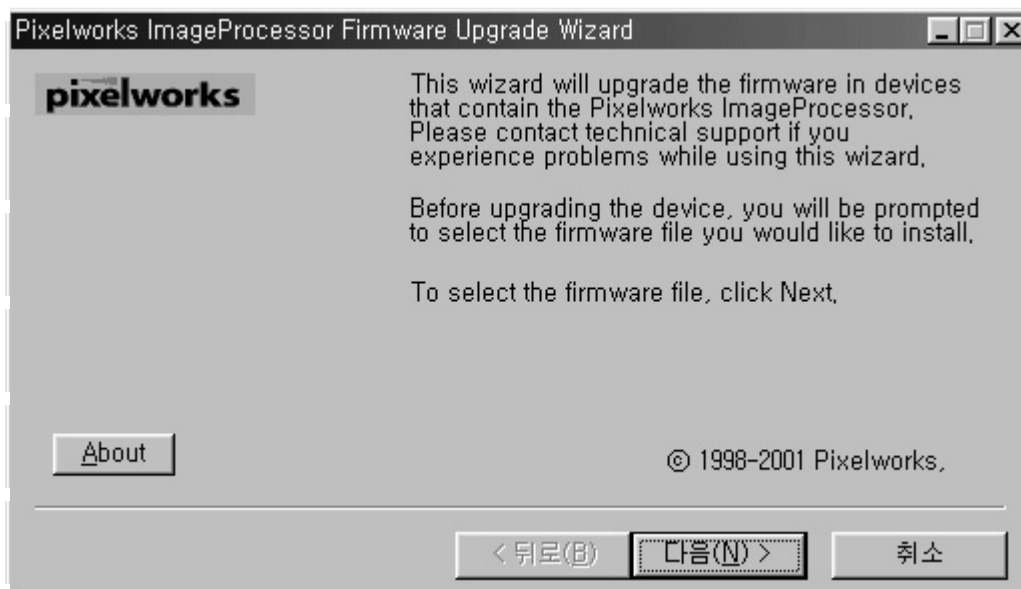 Pixelworks ImageProcessor Firmware Upgrade Wizard
pixelworks
This wizard will upgrade the firmware in devices
that contain the Pixelworks ImageProcessor,
Please contact technical support if you
experience problems while using this wizard,
Before upgrading the device, you will be prompted
to select the firmware file you would like to install,
To select the firmware file, click Next,
About
© 1998-2001 Pixelworks,
< 뒤로(B)
다음(N) >
취소